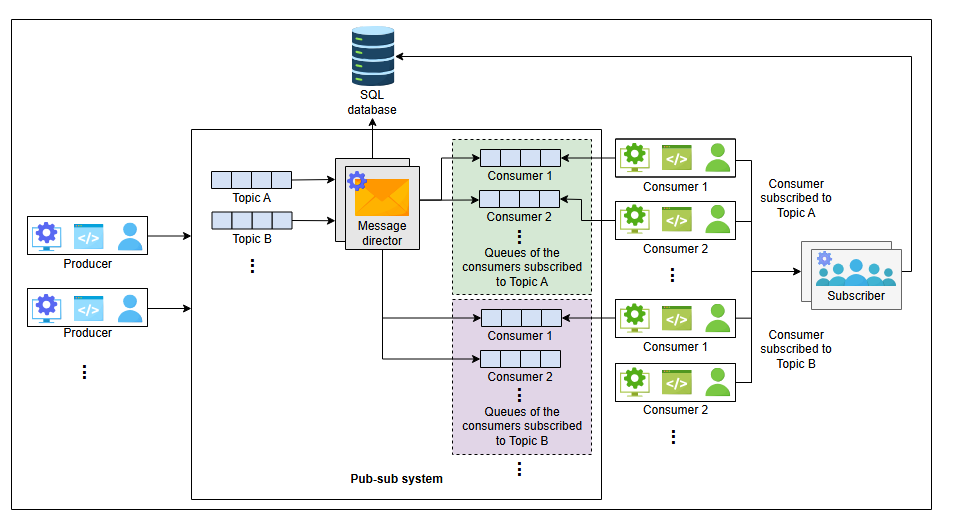 SQL
database
Topic A
Topic B
Message
director
Producer
Producer
Consumer 1
Consumer 2
Queues of the
consumers subscribed
to Topic A
Consumer 1
Consumer 2
Queues of the
consumers subscribed
to Topic B
Pub-sub system
Consumer 1
Consumer 2
Consumer
subscribed to
Topic A
Subscriber
Consumer 1
Consumer 2
Consumer
subscribed to
Topic B